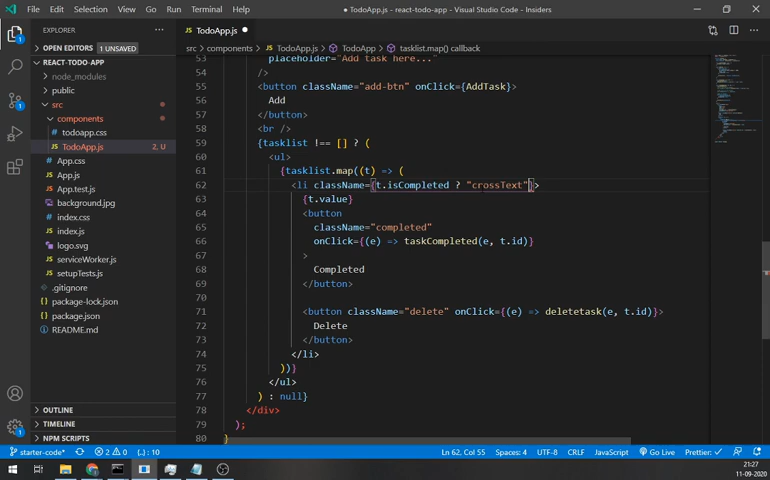 File Edit Selection View Go Run Terminal Help
● TodoApp.js - react-todo-app - Visual Studio Code - Insiders
EXPLORER
OPEN EDITORS 1 UNSAVED
REACT-TODO-APP
node_modules
public
src
components
todoapp.css
TodoApp.js 2, U
App.css
App.js
App.test.js
background.jpg
index.css
index.js
logo.svg
serviceWorker.js
setupTests.js
.gitignore
package-lock.json
package.json
README.md
OUTLINE
TIMELINE
NPM SCRIPTS
TodoApp.js
src > components > TodoApp.js > TodoApp > tasklist.map() callback
53 placeholder="Add task here..."
54 />
55 <button className="add-btn" onClick={AddTask}>
56 Add
57 </button>
58 <br />
59 {tasklist !== [] ? (
60 <ul>
61 {tasklist.map((t) => (
62 <li className={t.isCompleted ? "crossText"}>
63 {t.value}
64 <button
65 className="completed"
66 onClick={(e) => taskCompleted(e, t.id)}
67 >
68 Completed
69 </button>
70
71 <button className="delete" onClick={(e) => deletetask(e, t.id)}>
72 Delete
73 </button>
74 </li>
75 ))}
76 </ul>
77 ) : null}
78 </div>
79 );
80 }
starter-code* 2 0 (..) : 10 Ln 62, Col 55 Spaces: 4 UTF-8 CRLF JavaScript Go Live Prettier: ✓
1
1
1
21:27
11-09-2020